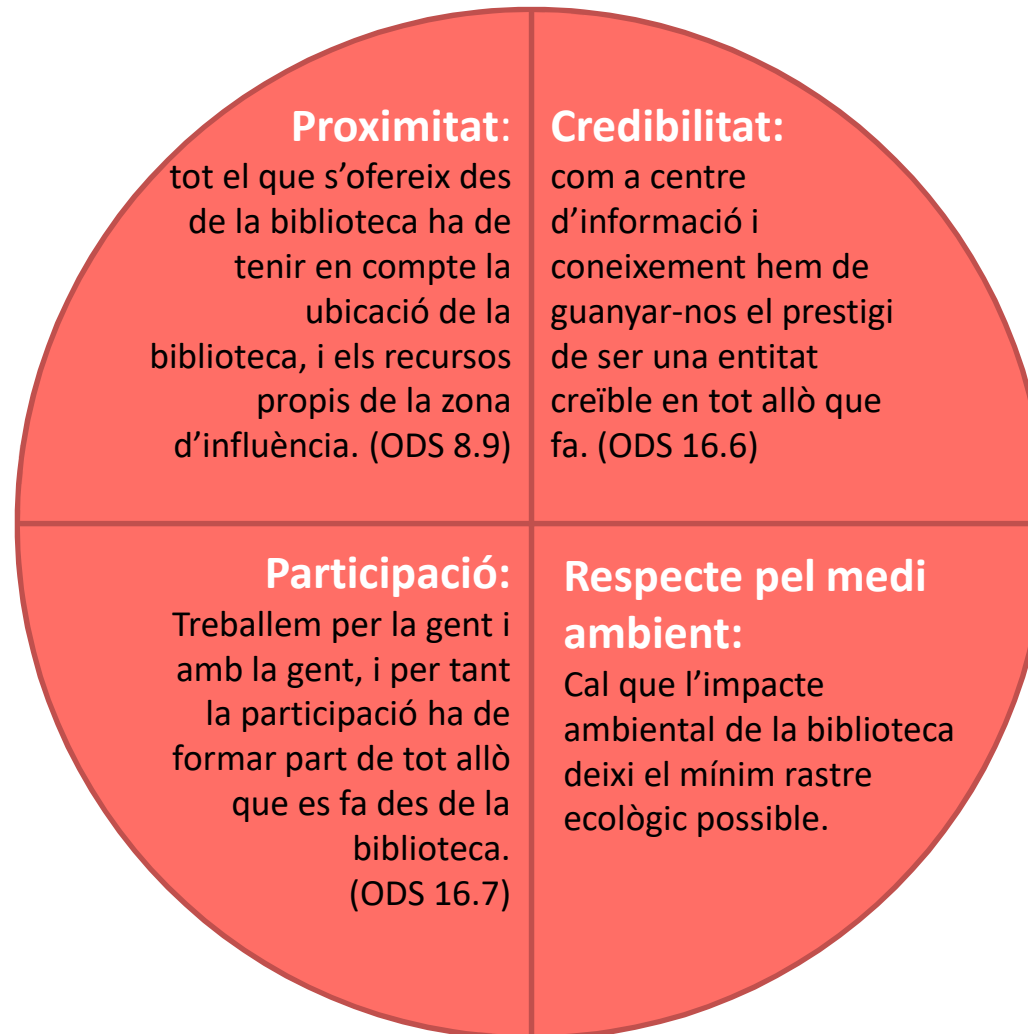 Proximitat:
tot el que s’ofereix des
de la biblioteca ha de
tenir en compte la
ubicació de la
biblioteca, i els recursos
propis de la zona
d’influència. (ODS 8.9)
Credibilitat:
com a centre
d’informació i
coneixement hem de
guanyar-nos el prestigi
de ser una entitat
creïble en tot allò que
fa. (ODS 16.6)
Participació:
Treballem per la gent i
amb la gent, i per tant
la participació ha de
formar part de tot allò
que es fa des de la
biblioteca.
(ODS 16.7)
Respecte pel medi
ambient:
Cal que l’impacte
ambiental de la biblioteca
deixi el mínim rastre
ecològic possible.